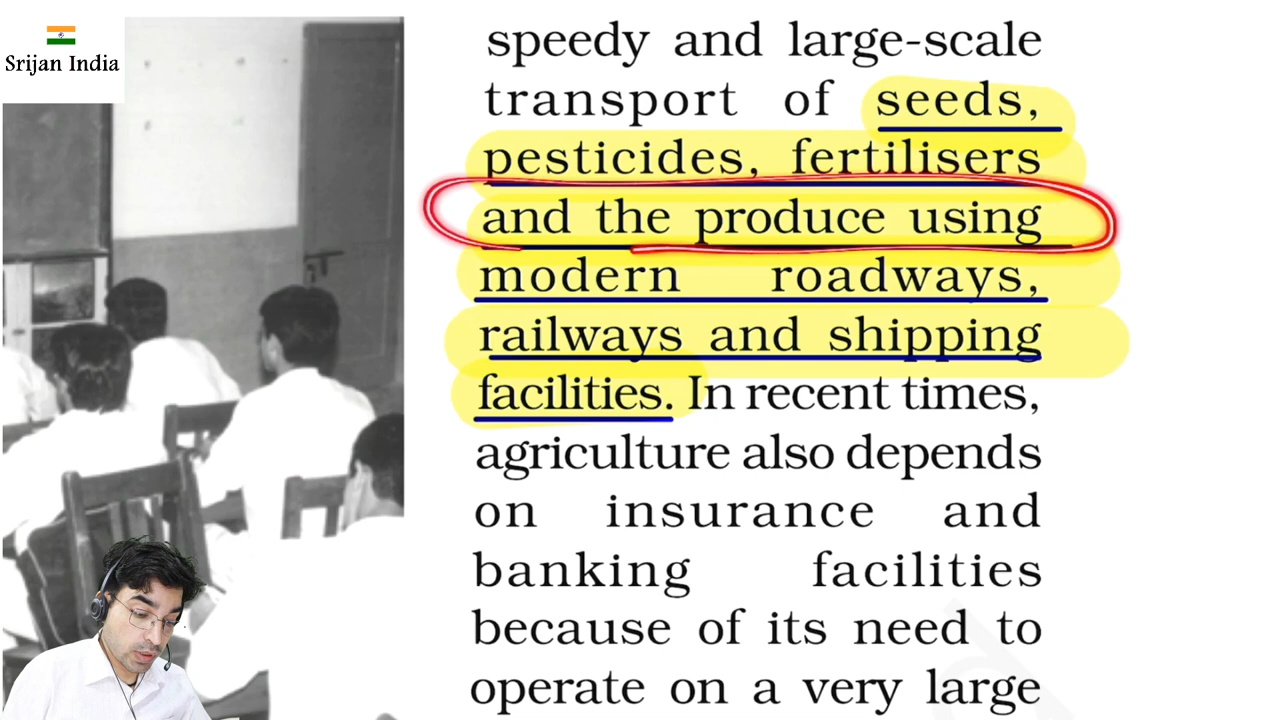 Srijan India
speedy and large-scale
transport of seeds,
pesticides, fertilisers
and the produce using
modern roadways,
railways and shipping
facilities. In recent times,
agriculture also depends
on insurance and
banking facilities
because of its need to
operate on a very large